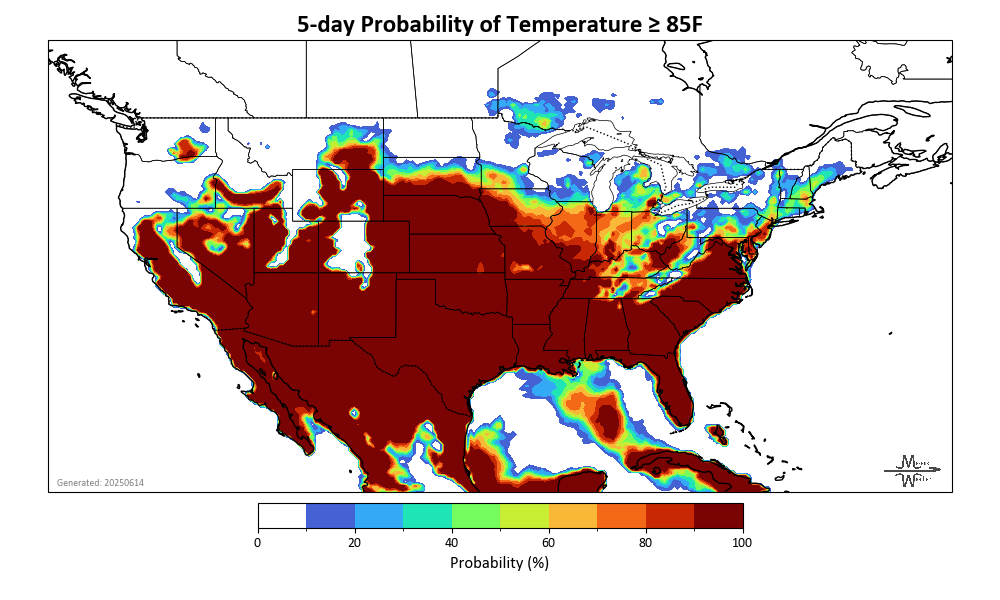 5-day Probability of Temperature ≥ 85F
Generated: 20250614
0 20 40 60 80 100
Probability (%)